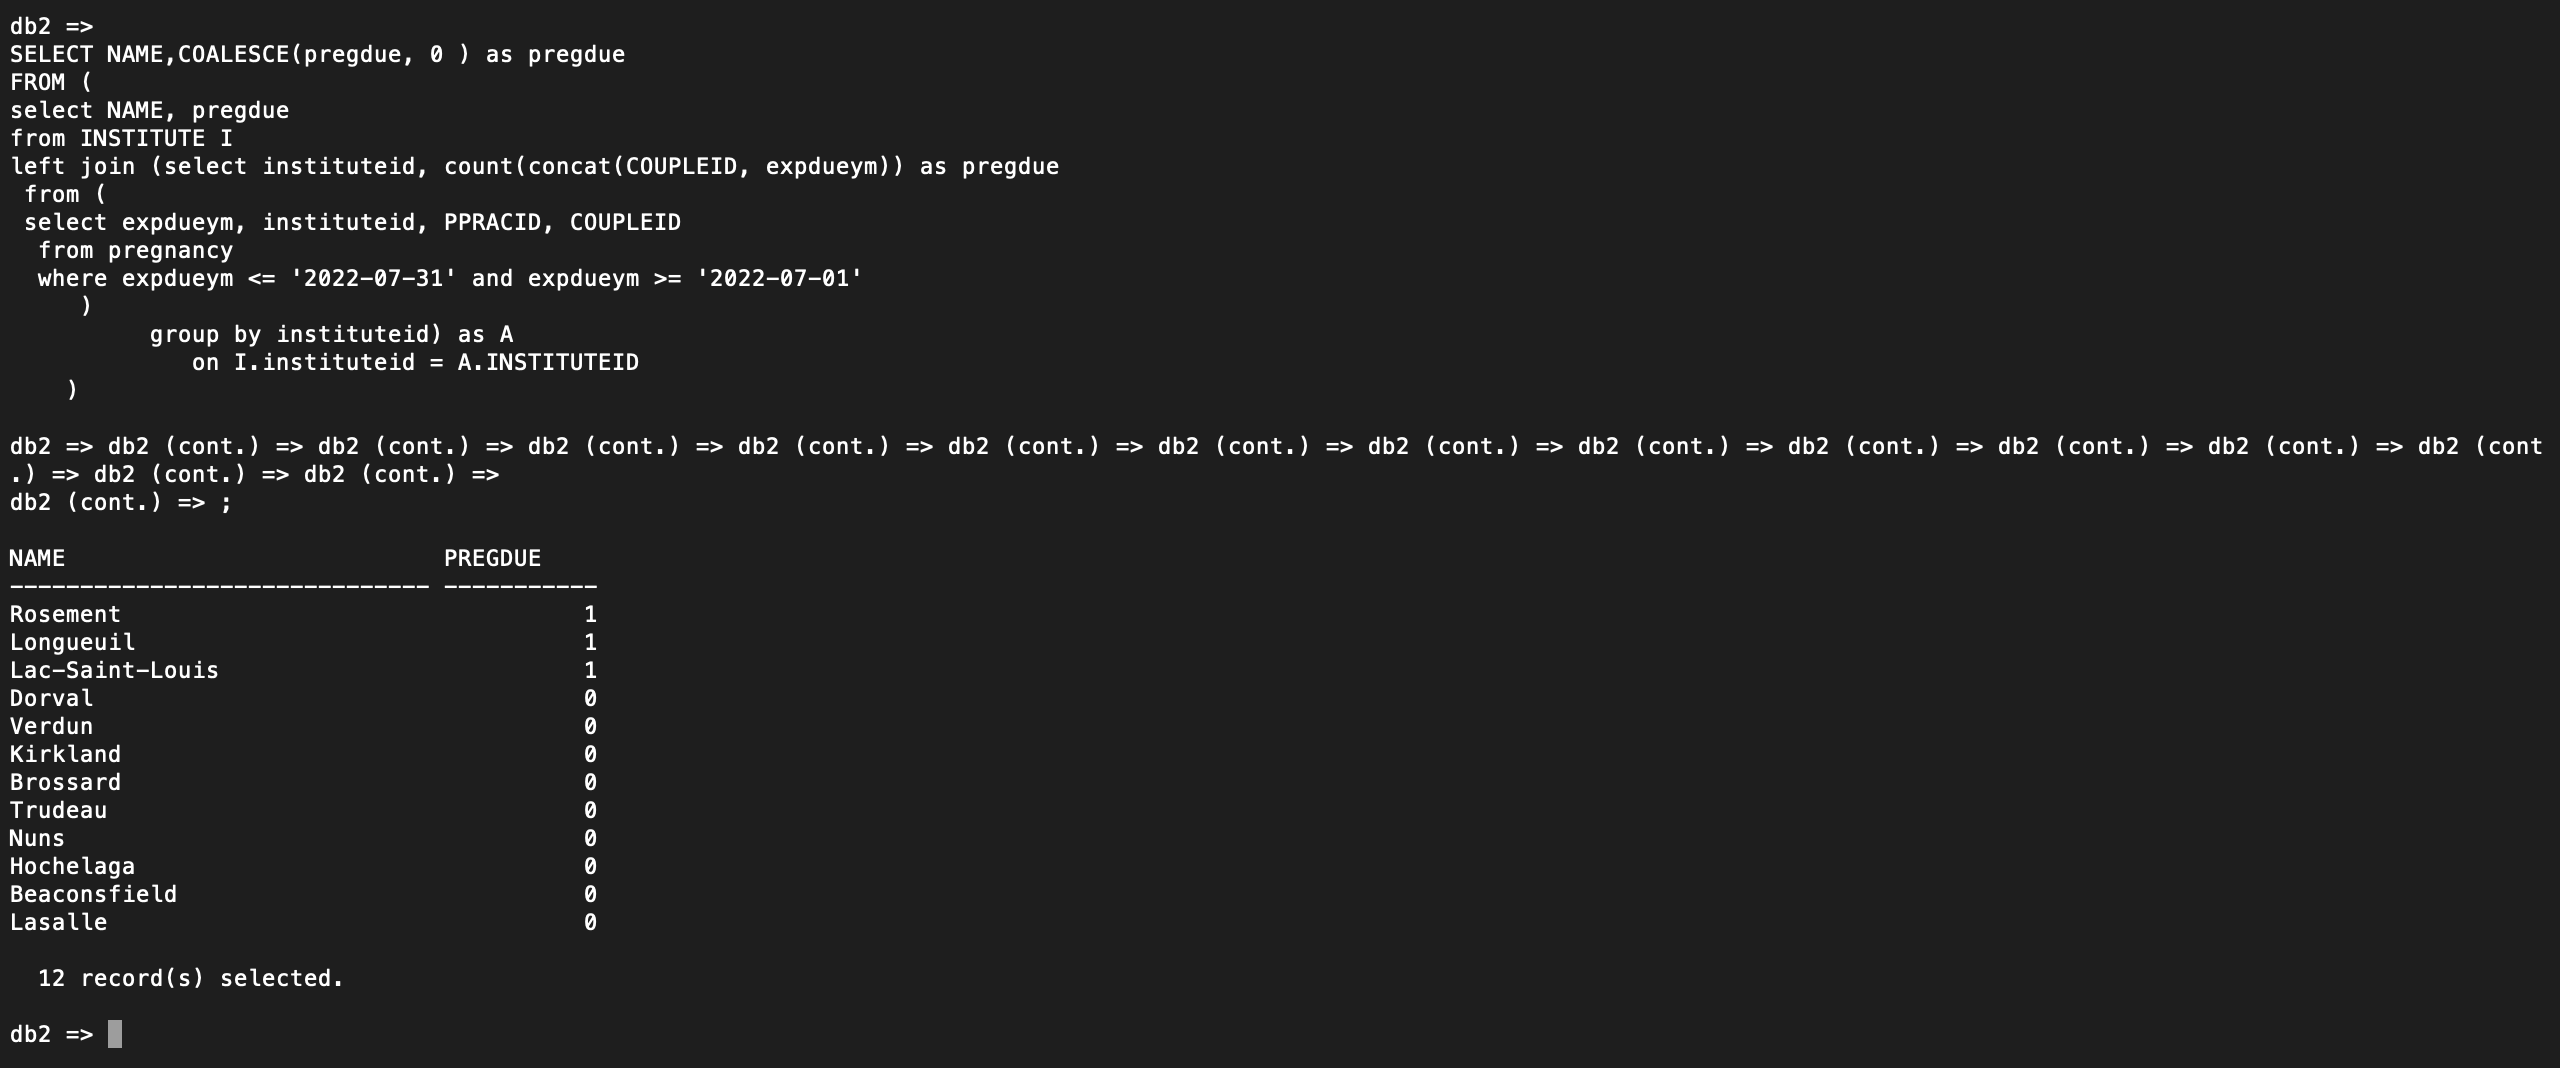 db2 =>
SELECT NAME,COALESCE(pregdue, 0 ) as pregdue
FROM (
select NAME, pregdue
from INSTITUTE I
left join (select instituteid, count(concat(COUPLEID, expdueym)) as pregdue
 from (
 select expdueym, instituteid, PPRACID, COUPLEID
  from pregnancy
  where expdueym <= '2022-07-31' and expdueym >= '2022-07-01'
     )
          group by instituteid) as A
             on I.instituteid = A.INSTITUTEID
    )
db2 => db2 (cont.) => db2 (cont.) => db2 (cont.) => db2 (cont.) => db2 (cont.) => db2 (cont.) => db2 (cont.) => db2 (cont.) => db2 (cont.) => db2 (cont.) => db2 (cont.) => db2 (cont
.) => db2 (cont.) => db2 (cont.) =>
db2 (cont.) => ;
NAME                           PREGDUE
------------------------------ -----------
Rosement                                 1
Longueuil                                1
Lac-Saint-Louis                          1
Dorval                                   0
Verdun                                   0
Kirkland                                 0
Brossard                                 0
Trudeau                                  0
Nuns                                     0
Hochelaga                                0
Beaconsfield                             0
Lasalle                                  0
  12 record(s) selected.
db2 =>